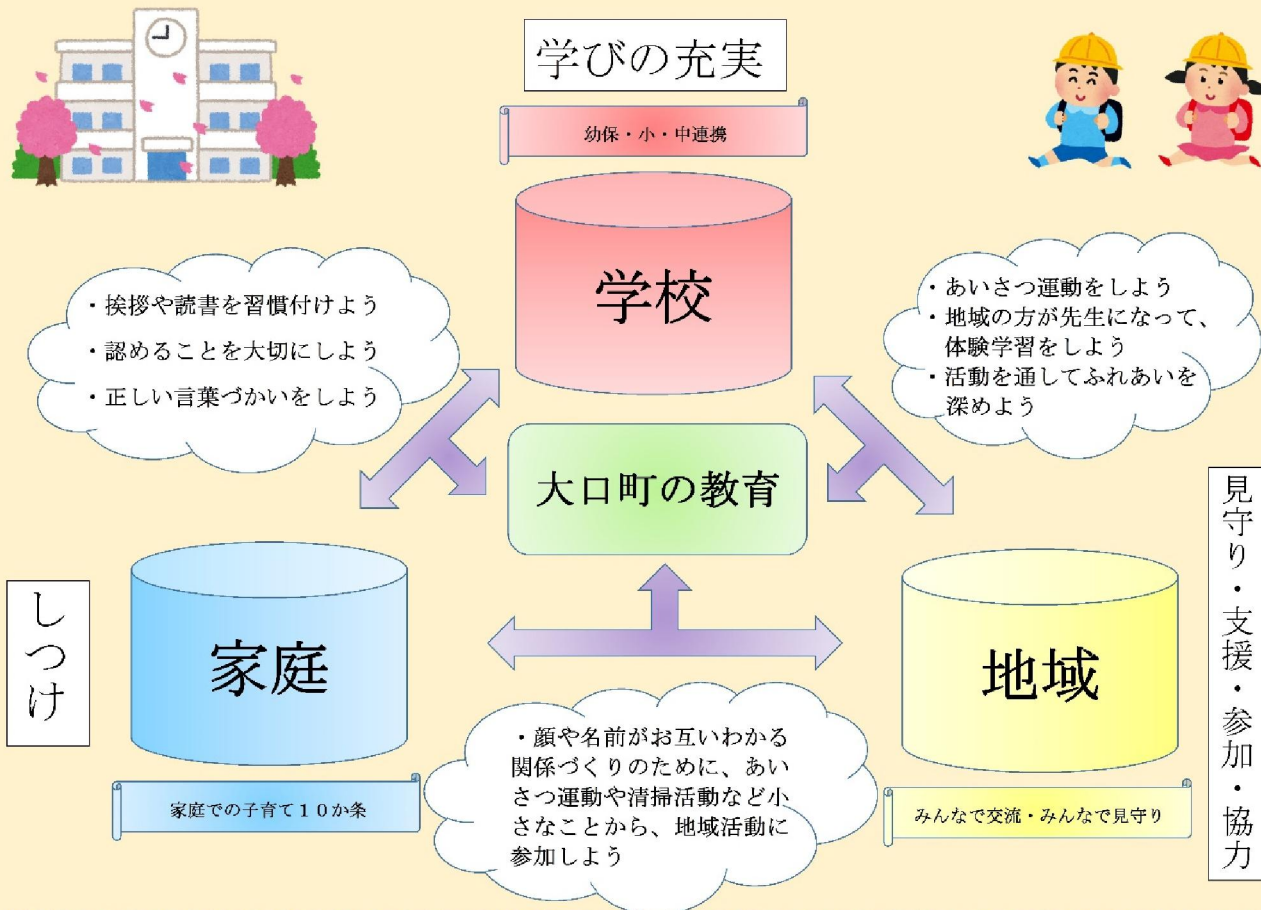 学びの充実
幼保・小・中連携
学校
・挨拶や読書を習慣付けよう
・認めることを大切にしよう
・正しい言葉づかいをしよう
・あいさつ運動をしよう
・地域の方が先生になって、
体験学習をしよう
・活動を通してふれあいを
深めよう
大口町の教育
しつけ
家庭
家庭での子育て１０か条
・顔や名前がお互いわかる
関係づくりのために、あい
さつ運動や清掃活動など小
さなことから、地域活動に
参加しよう
地域
みんなで交流・みんなで見守り
見守り・支援・参加・協力